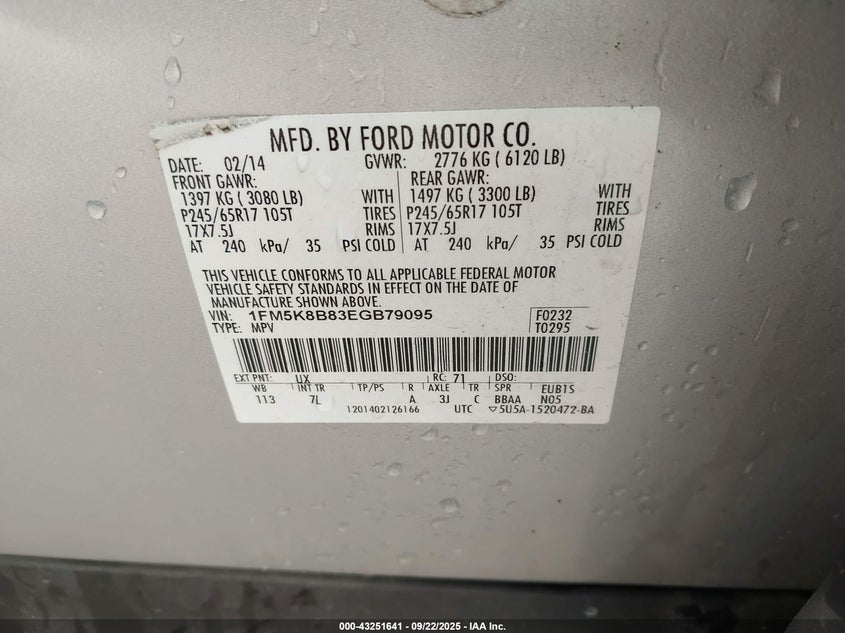 MFD. BY FORD MOTOR CO.
DATE: 02/14 GVWR: 2776 KG ( 6120 LB)
FRONT GAWR: REAR GAWR:
1397 KG ( 3080 LB) WITH 1497 KG ( 3300 LB) WITH
P245/65R17 105T TIRES P245/65R17 105T TIRES
17X7.5J RIMS 17X7.5J RIMS
AT 240 kPa/ 35 PSI COLD AT 240 kPa/ 35 PSI COLD
THIS VEHICLE CONFORMS TO ALL APPLICABLE FEDERAL MOTOR
VEHICLE SAFETY STANDARDS IN EFFECT ON THE DATE OF
MANUFACTURE SHOWN ABOVE.
VIN: 1FM5K8B83EGB79095 F0232
TYPE: MPV T0295
EXT PNT: UX RC: 71 DSO:
WB INT TR TP/PS R AXLE TR SPR EUB1S
113 7L A 3J C BBAA N05
1201402126166 UTC ▽5U5A-1520472-BA
000-43251641 - 09/22/2025 - IAA Inc.